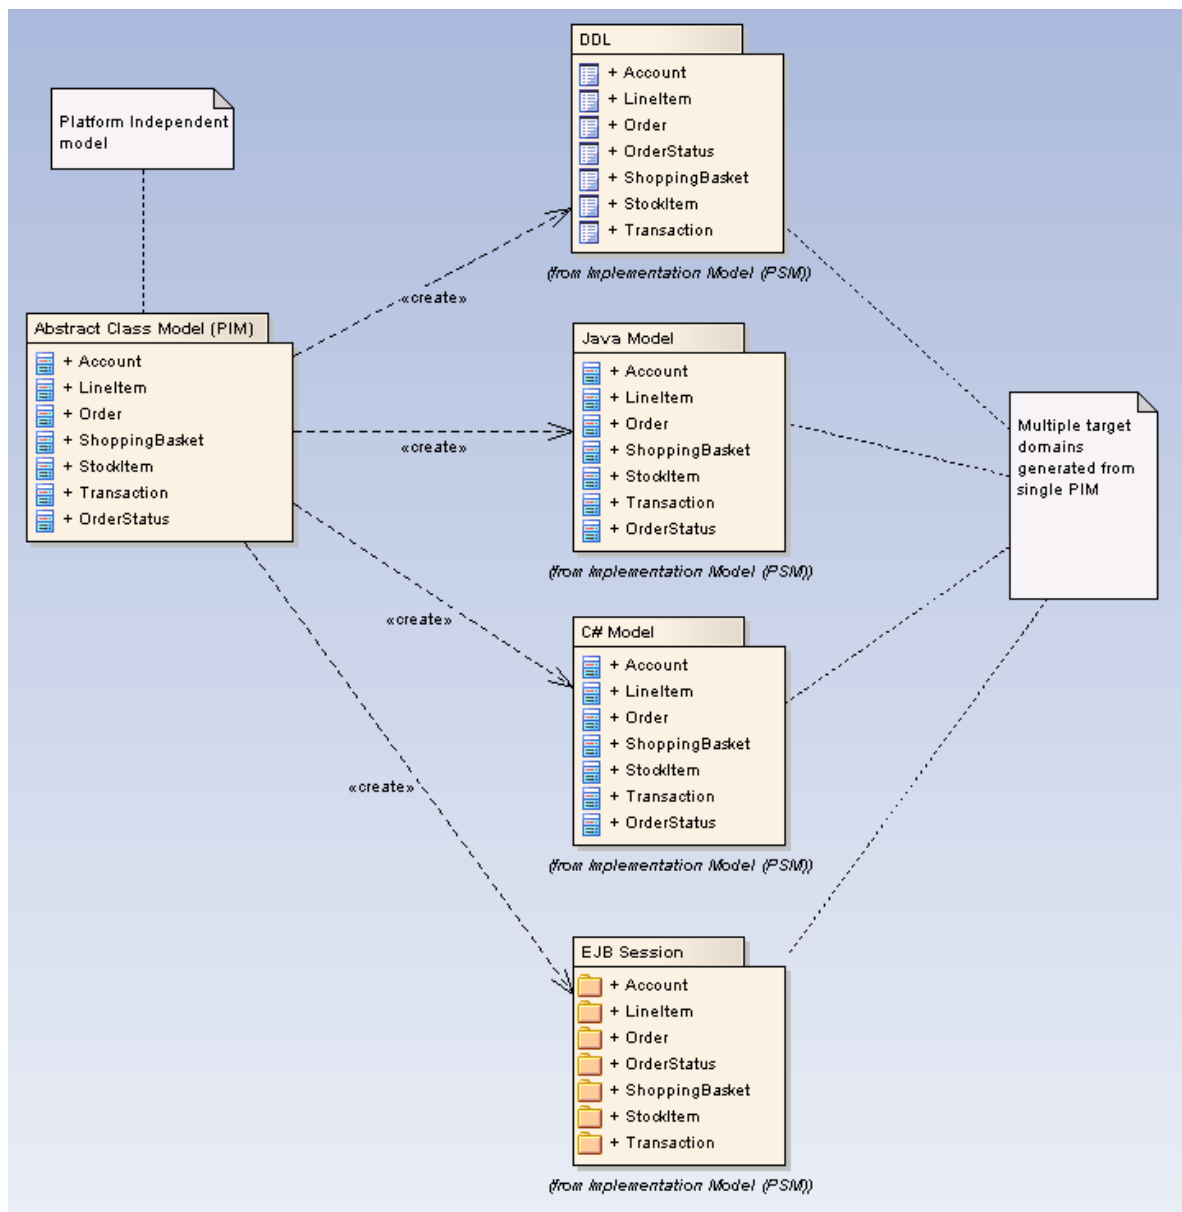 Platform Independent
model
Abstract Class Model (PIM)
+ Account
+ LineItem
+ Order
+ ShoppingBasket
+ StockItem
+ Transaction
+ OrderStatus
«create»
«create»
«create»
«create»
DDL
+ Account
+ LineItem
+ Order
+ OrderStatus
+ ShoppingBasket
+ StockItem
+ Transaction
(from Implementation Model (PSM))
Java Model
+ Account
+ LineItem
+ Order
+ ShoppingBasket
+ StockItem
+ Transaction
+ OrderStatus
(from Implementation Model (PSM))
C# Model
+ Account
+ LineItem
+ Order
+ ShoppingBasket
+ StockItem
+ Transaction
+ OrderStatus
(from Implementation Model (PSM))
EJB Session
+ Account
+ LineItem
+ Order
+ OrderStatus
+ ShoppingBasket
+ StockItem
+ Transaction
(from Implementation Model (PSM))
Multiple target
domains
generated from
single PIM